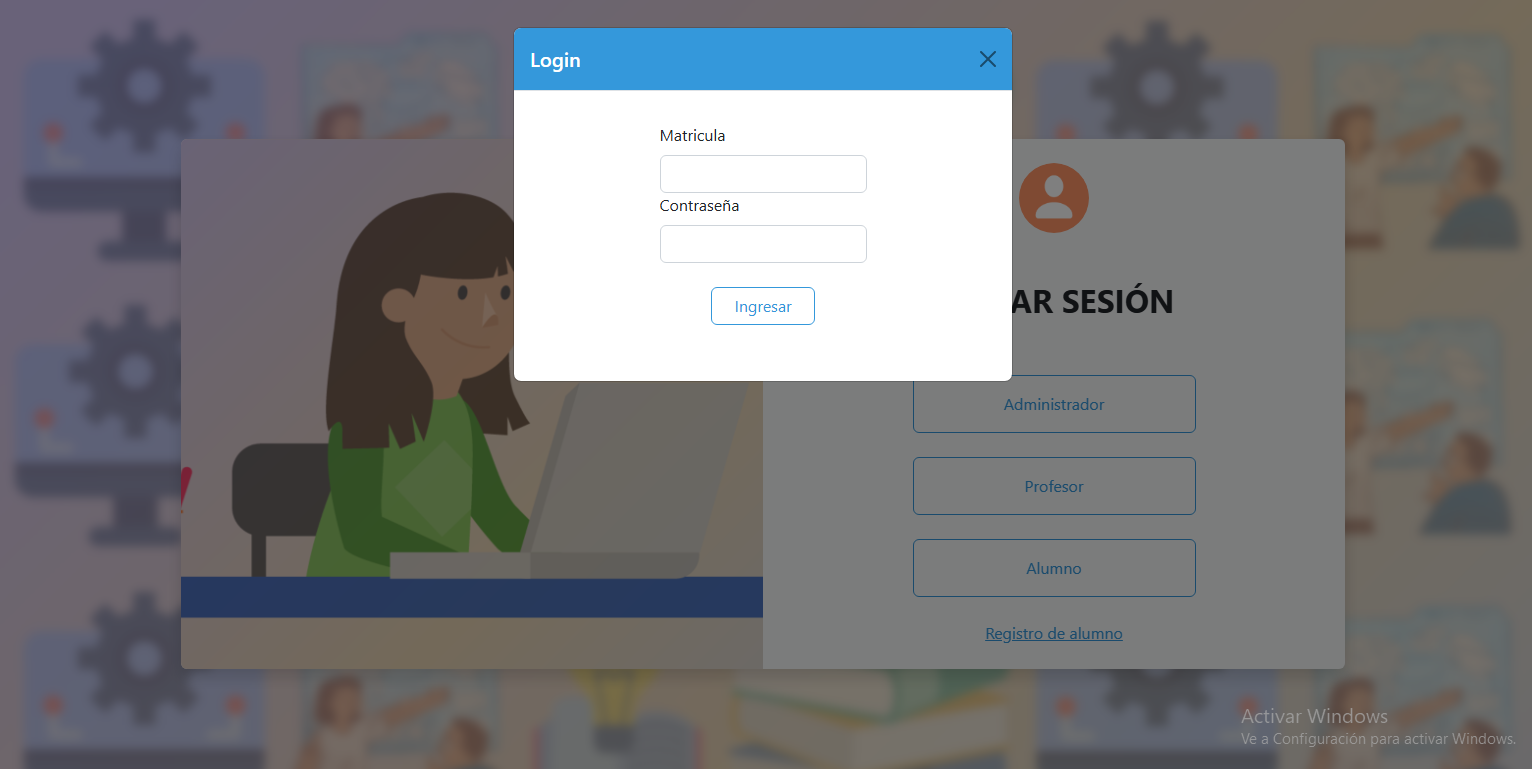 Login
Matricula
Contraseña
Ingresar
AR SESIÓN
Administrador
Profesor
Alumno
Registro de alumno
Activar Windows
Ve a Configuración para activar Windows.